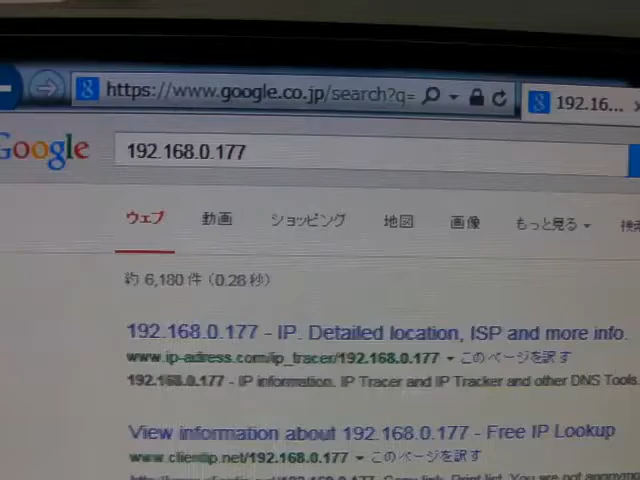 https://www.google.co.jp/search?q=
192.16...
Google
192.168.0.177
ウェブ 動画 ショッピング 地図 画像 もっと見る
約 6,180 件 (0.28 秒)
192.168.0.177 - IP. Detailed location, ISP and more info.
www.ip-adress.com/ip_tracer/192.168.0.177 このページを訳す
192.168.0.177 - IP information. IP Tracer and IP Tracker and other DNS Tools.
View information about 192.168.0.177 - Free IP Lookup
www.clientip.net/192.168.0.177 このページを訳す